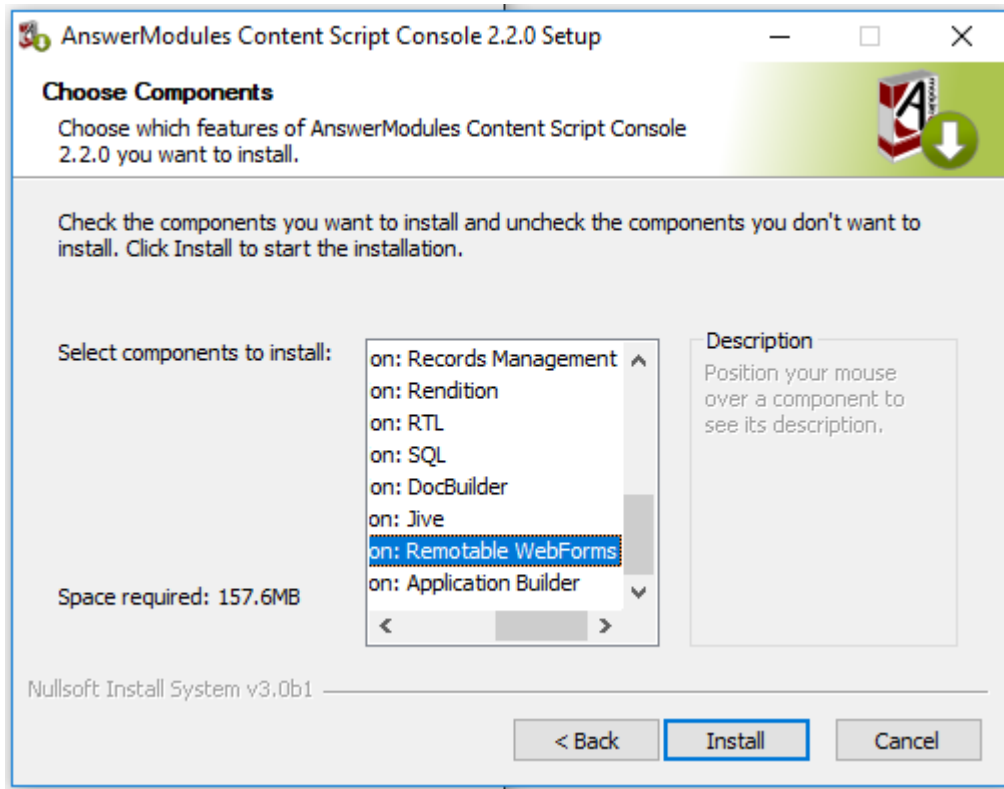 AnswerModules Content Script Console 2.2.0 Setup
Choose Components
Choose which features of AnswerModules Content Script Console
2.2.0 you want to install.
Check the components you want to install and uncheck the components you don't want to
install. Click Install to start the installation.
Select components to install:
on: Records Management
on: Rendition
on: RTL
on: SQL
on: DocBuilder
on: Jive
on: Remotable WebForms
on: Application Builder
Description
Position your mouse
over a component to
see its description.
Space required: 157.6MB
Nullsoft Install System v3.0b1
< Back
Install
Cancel